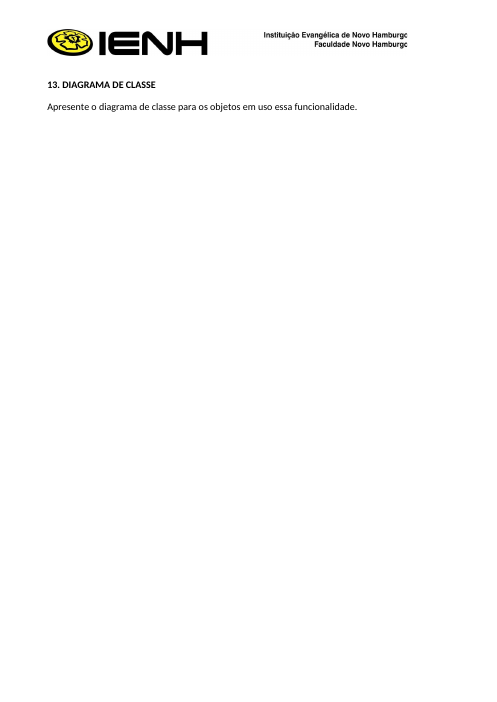 IENH
Instituição Evangélica de Novo Hamburgo
Faculdade Novo Hamburgo
13. DIAGRAMA DE CLASSE
Apresente o diagrama de classe para os objetos em uso essa funcionalidade.